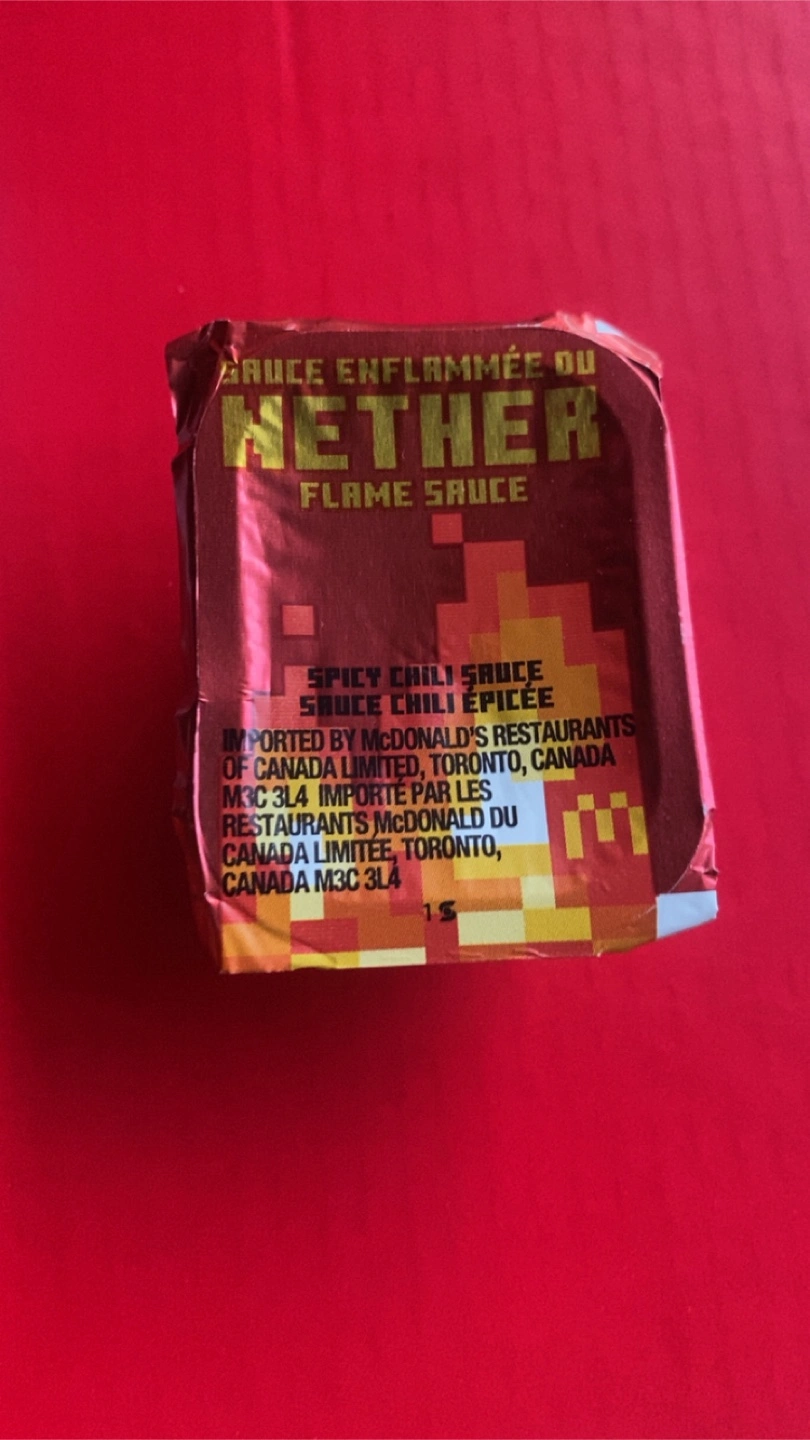 SAUCE ENFLAMMÉE DU
NETHER
FLAME SAUCE
SPICY CHILI SAUCE
SAUCE CHILI ÉPICÉE
IMPORTED BY McDONALD'S RESTAURANTS
OF CANADA LIMITED, TORONTO, CANADA
M3C 3L4 IMPORTÉ PAR LES
RESTAURANTS McDONALD DU
CANADA LIMITÉE, TORONTO,
CANADA M3C 3L4
M